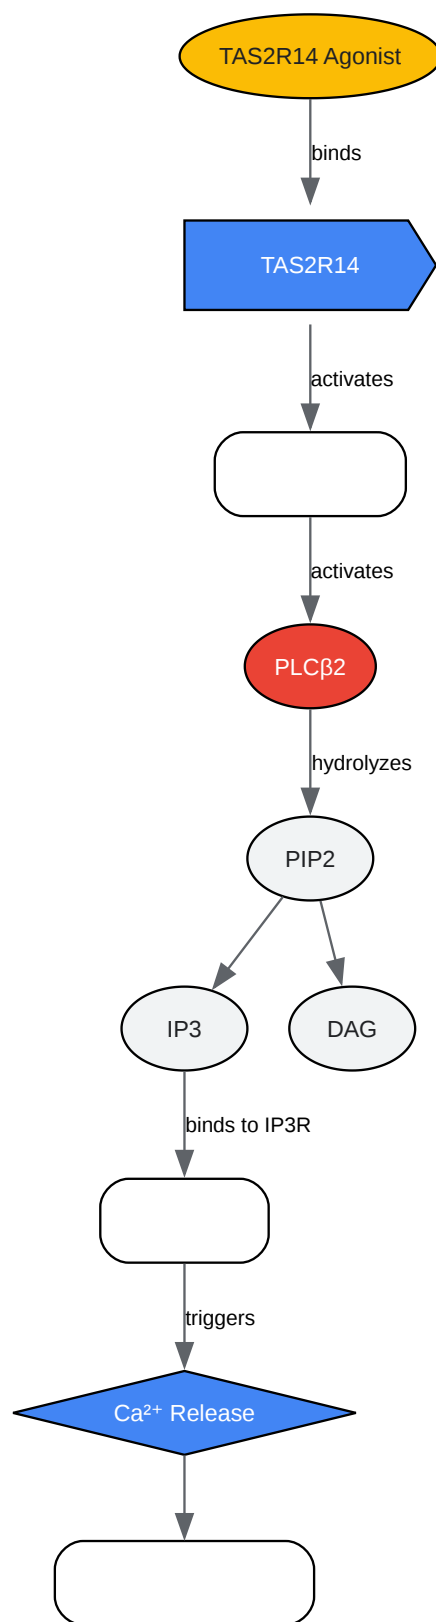 TAS2R14 Agonist
binds
TAS2R14
activates
activates
PLCβ2
hydrolyzes
PIP2
IP3
DAG
binds to IP3R
triggers
Ca²⁺ Release